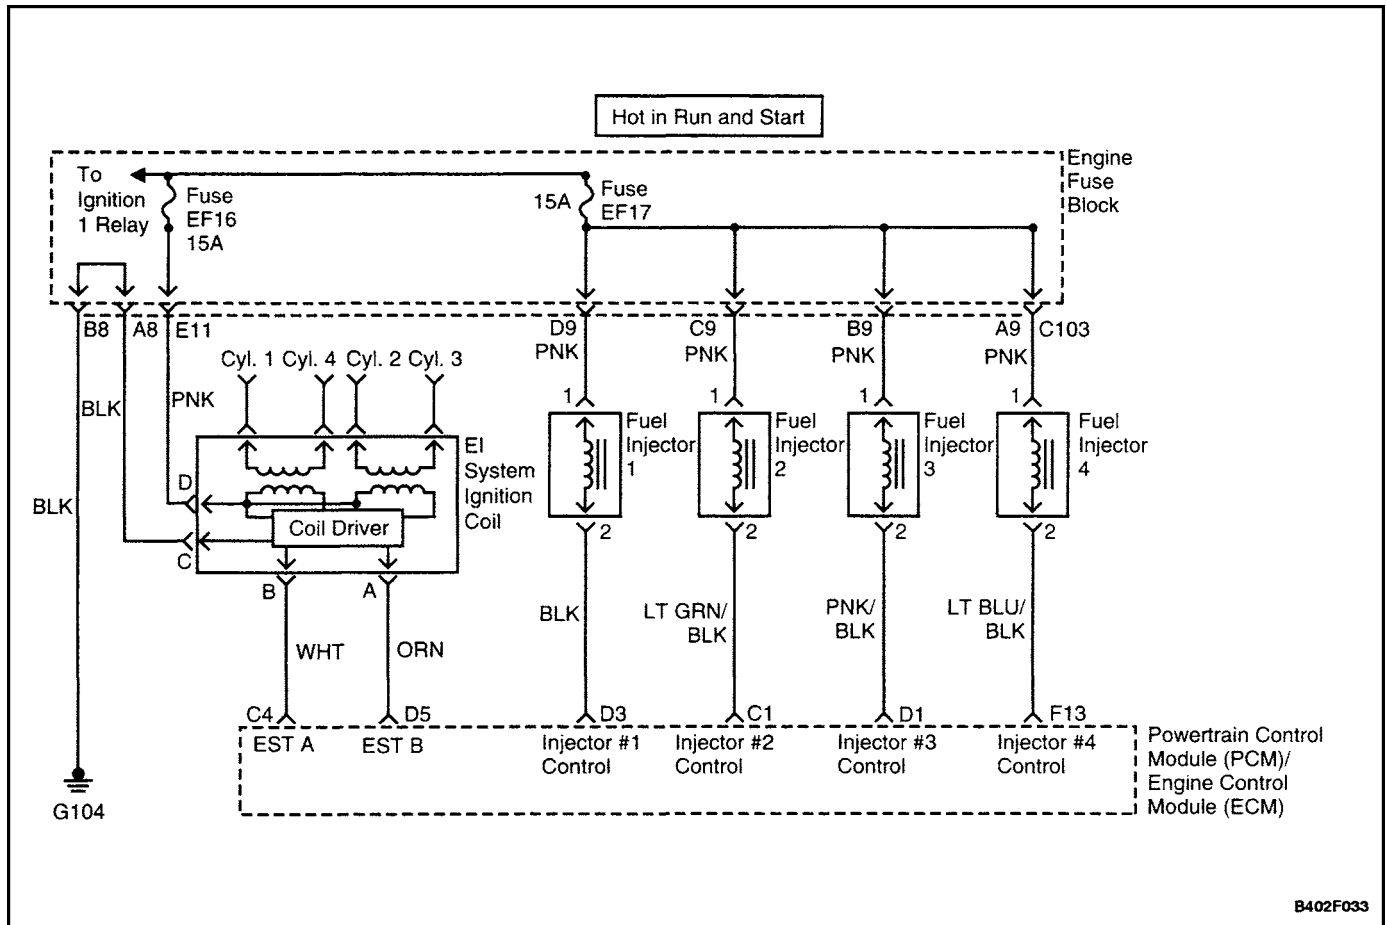 Hot in Run and Start
To
Ignition
1 Relay
Fuse
EF16
15A
15A
Fuse
EF17
Engine
Fuse
Block
B8
A8
E11
D9
PNK
C9
PNK
B9
PNK
A9
C103
PNK
Cyl. 1
Cyl. 4
Cyl. 2
Cyl. 3
BLK
PNK
1
1
1
1
Fuel
Injector
1
Fuel
Injector
2
Fuel
Injector
3
Fuel
Injector
4
EI
System
Ignition
Coil
D
Coil Driver
C
BLK
2
2
2
2
B
A
WHT
ORN
BLK
LT GRN/
BLK
PNK/
BLK
LT BLU/
BLK
C4
D5
D3
C1
D1
F13
EST A
EST B
Injector #1
Control
Injector #2
Control
Injector #3
Control
Injector #4
Control
Powertrain Control
Module (PCM)/
Engine Control
Module (ECM)
G104
B402F033